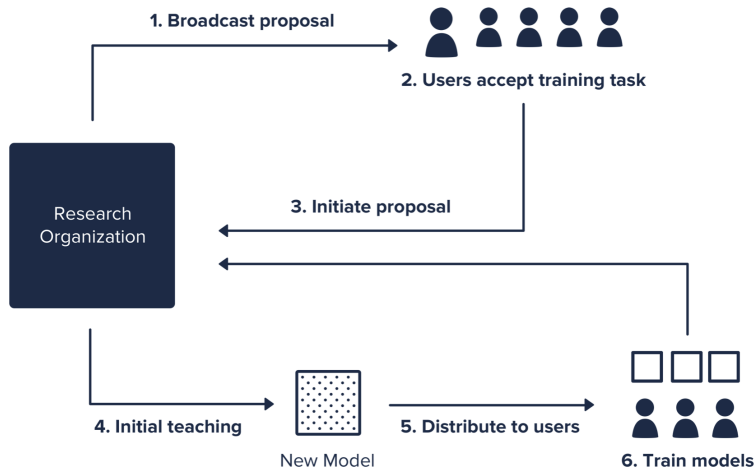 1. Broadcast proposal
2. Users accept training task
Research
Organization
3. Initiate proposal
4. Initial teaching
New Model
5. Distribute to users
6. Train models